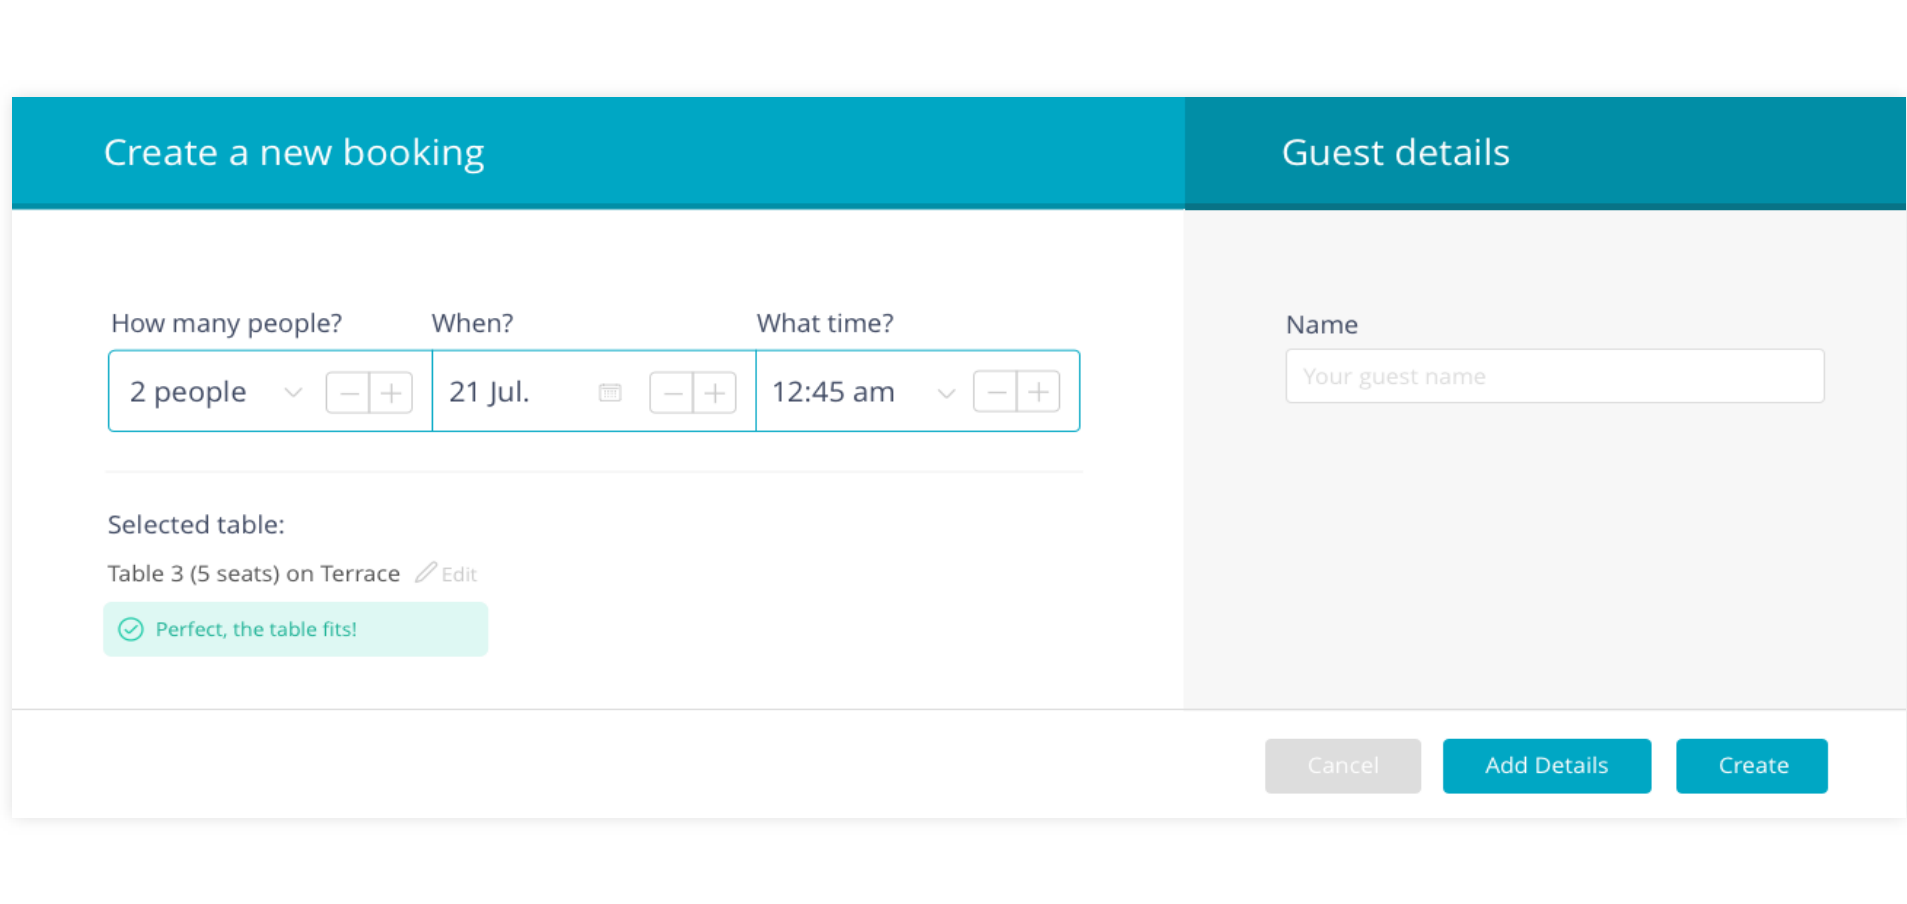 Create a new booking
Guest details
How many people?
When?
What time?
2 people
21 Jul.
12:45 am
Name
Your guest name
Selected table:
Table 3 (5 seats) on Terrace
Edit
Perfect, the table fits!
Cancel
Add Details
Create